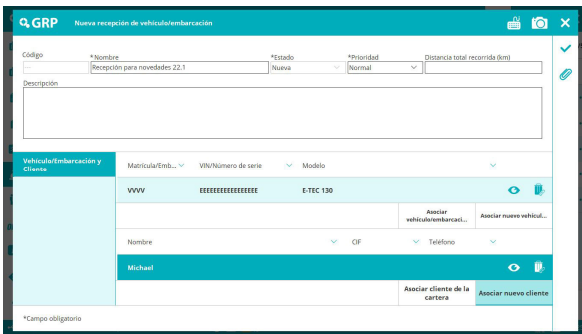 GRP Nueva recepción de vehículo/embarcación
Código *Nombre *Estado *Prioridad Distancia total recorrida (km)
--- Recepción para novedades 22.1 Nueva Normal
Descripción
Vehículo/Embarcación y Cliente
Matrícula/Emb... VIN/Número de serie Modelo
VVVV EEEEEEEEEEEEEEEEE E-TEC 130
Asociar vehículo/embarcaci... Asociar nuevo vehícul...
Nombre OF Teléfono
Michael
Asociar cliente de la cartera Asociar nuevo cliente
*Campo obligatorio